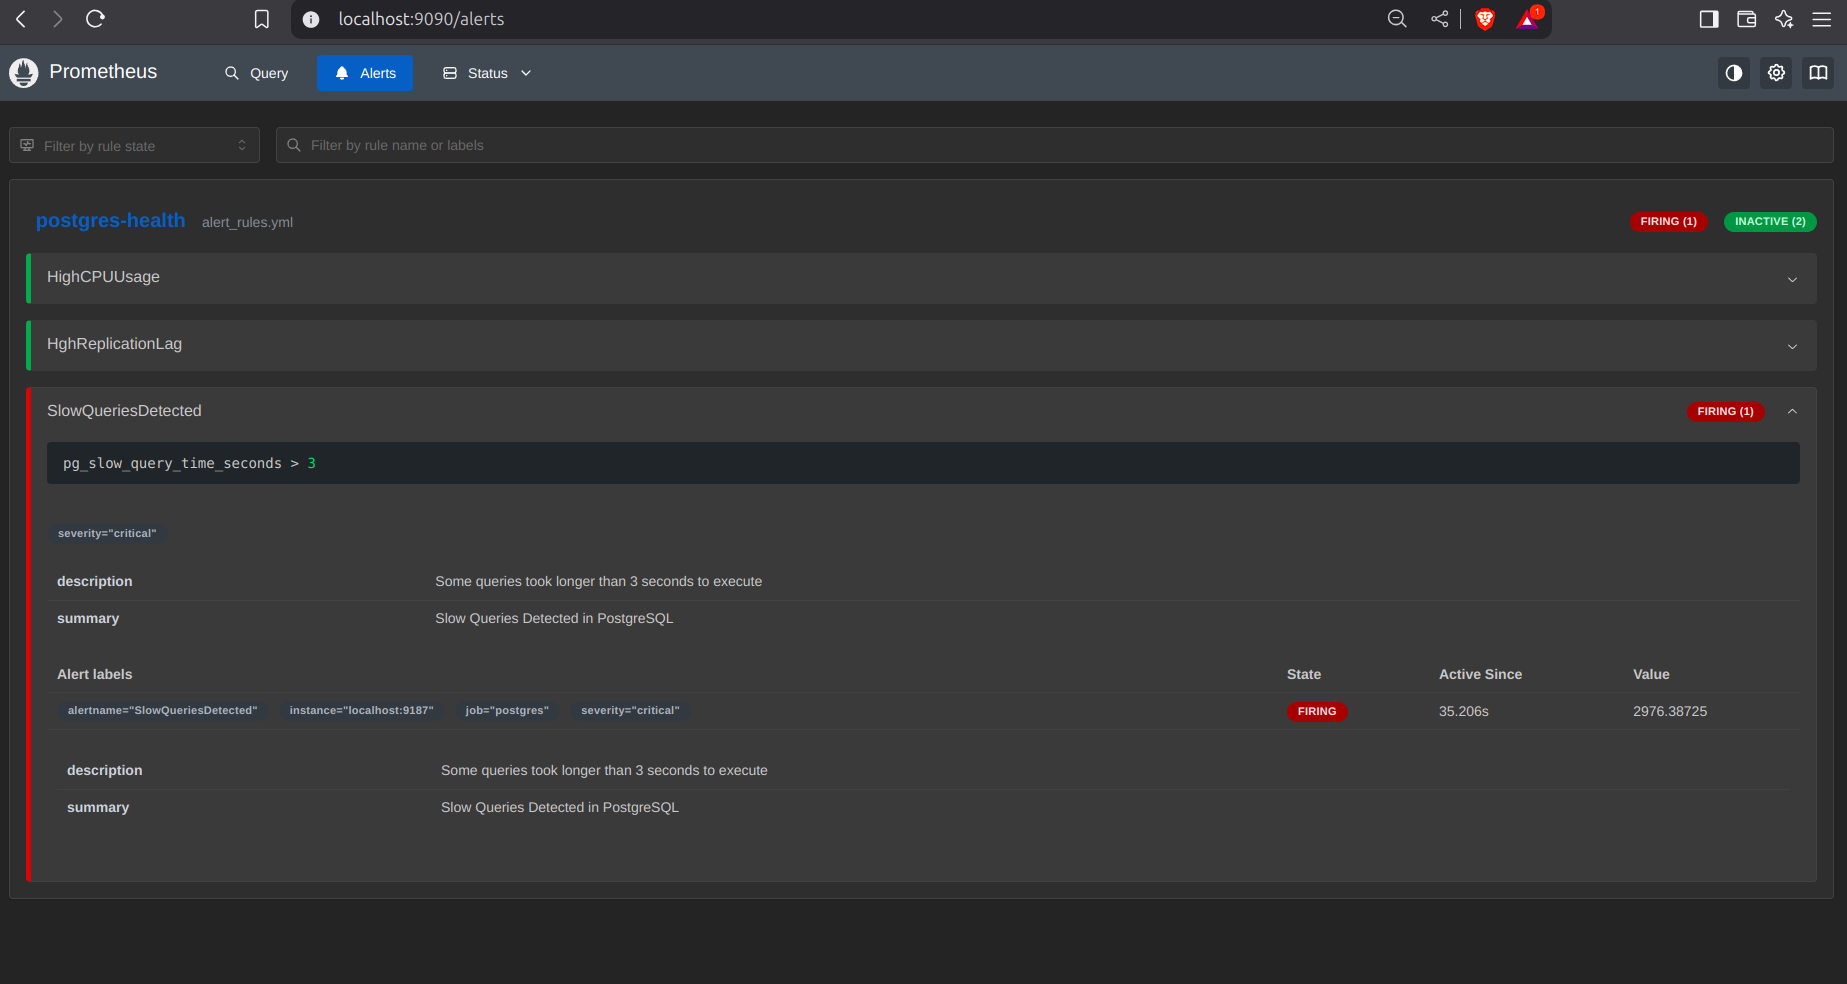 localhost:9090/alerts
1
Prometheus Query Alerts Status
Filter by rule state Filter by rule name or labels
postgres-health alert_rules.yml FIRING (1) INACTIVE (2)
HighCPUUsage
HghReplicationLag
SlowQueriesDetected FIRING (1)
pg_slow_query_time_seconds > 3
severity="critical"
description Some queries took longer than 3 seconds to execute
summary Slow Queries Detected in PostgreSQL
Alert labels State Active Since Value
alertname="SlowQueriesDetected" instance="localhost:9187" job="postgres" severity="critical" FIRING 35.206s 2976.38725
description Some queries took longer than 3 seconds to execute
summary Slow Queries Detected in PostgreSQL